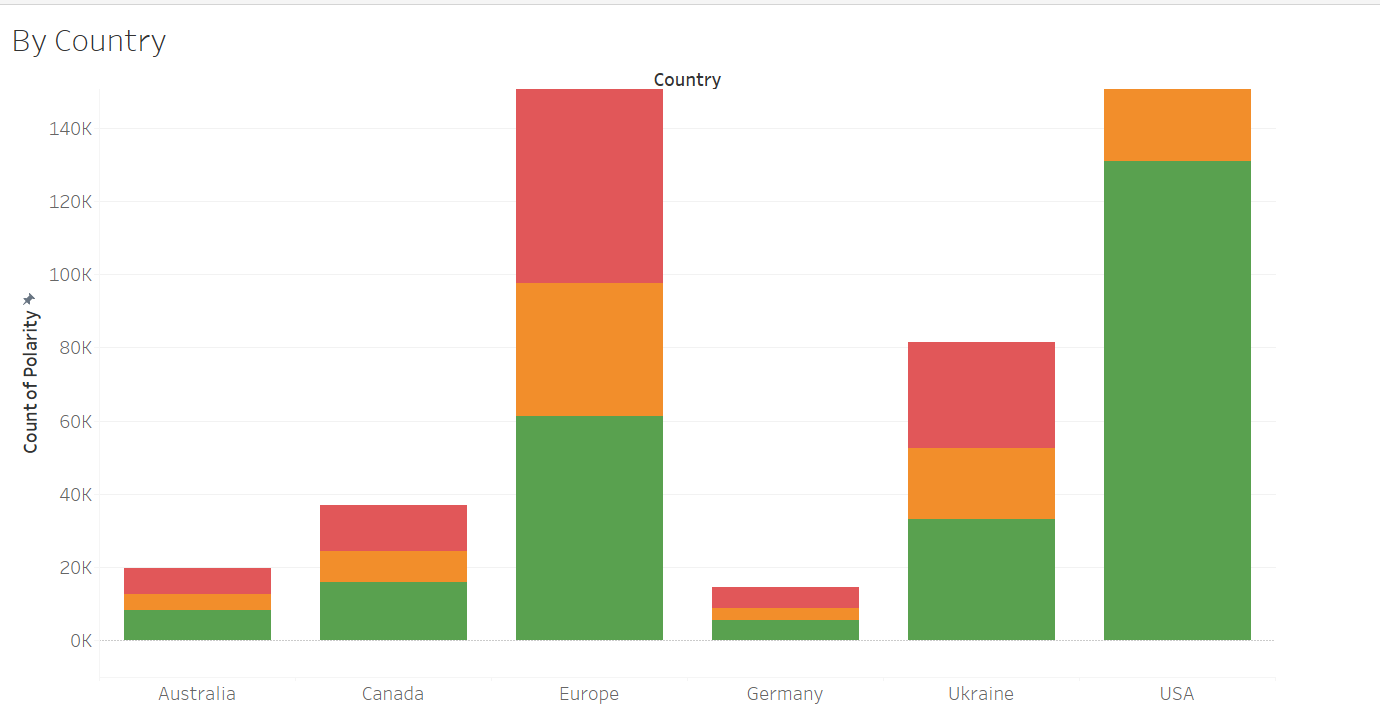 By Country
Country
140K
120K
100K
80K
60K
40K
20K
0K
Count of Polarity
Australia Canada Europe Germany Ukraine USA